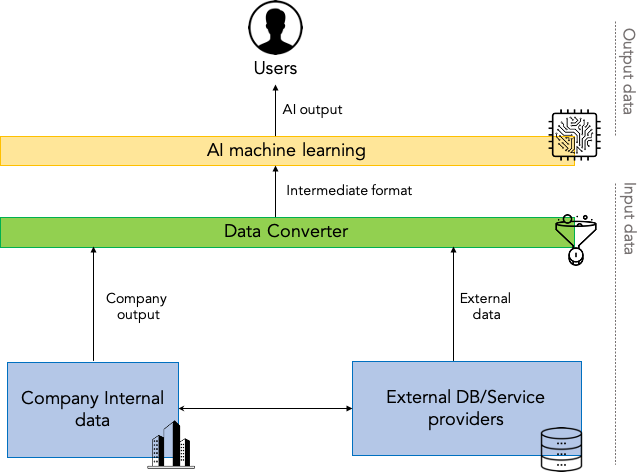 Users
Output data
AI output
AI machine learning
Intermediate format
Input data
Data Converter
Company
output
External
data
Company Internal
data
External DB/Service
providers